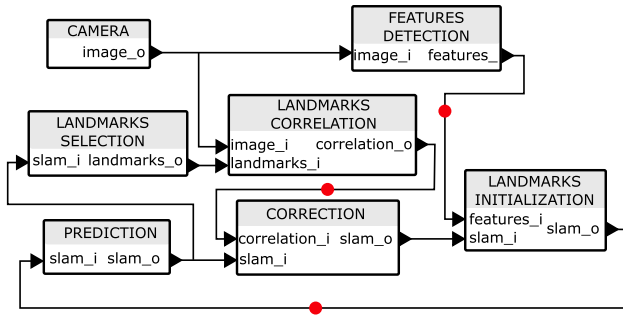 CAMERA
image_o
FEATURES
DETECTION
image_i features_
LANDMARKS
SELECTION
slam_i landmarks_o
LANDMARKS
CORRELATION
image_i correlation_o
landmarks_i
PREDICTION
slam_i slam_o
CORRECTION
correlation_i slam_o
slam_i
LANDMARKS
INITIALIZATION
features_i
slam_o
slam_i